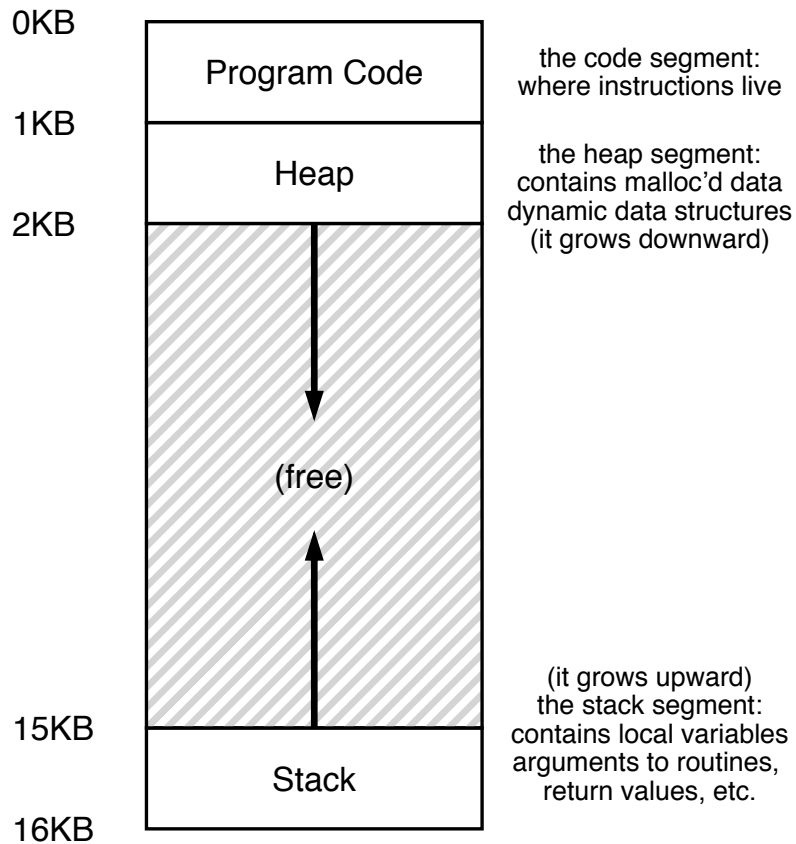 0KB
Program Code
the code segment:
where instructions live
1KB
Heap
the heap segment:
contains malloc’d data
dynamic data structures
(it grows downward)
2KB
(free)
(it grows upward)
the stack segment:
contains local variables
arguments to routines,
return values, etc.
15KB
Stack
16KB